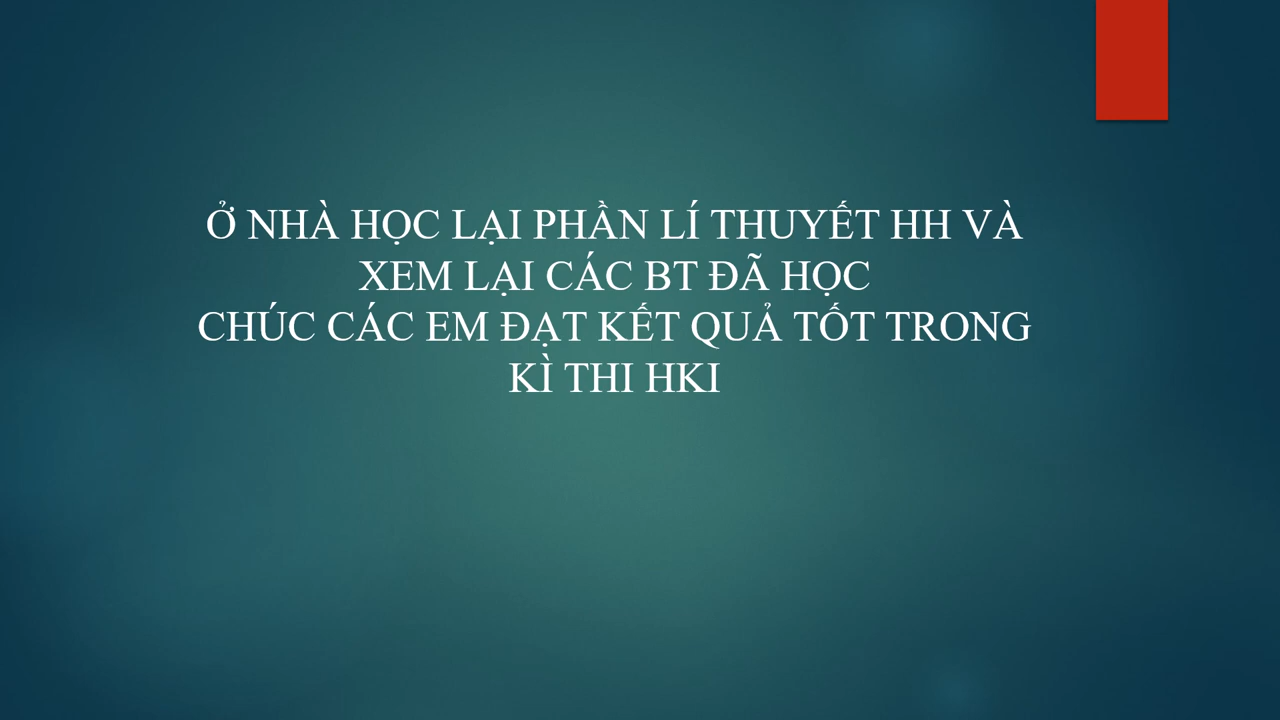 Ở NHÀ HỌC LẠI PHẦN LÍ THUYẾT HH VÀ
XEM LẠI CÁC BT ĐÃ HỌC
CHÚC CÁC EM ĐẠT KẾT QUẢ TỐT TRONG
KÌ THI HKI